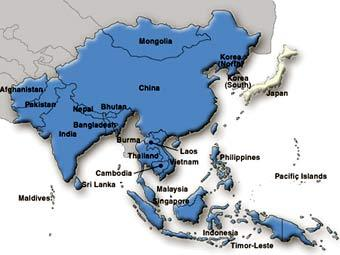 Mongolia
Korea
(North)
Korea
(South)
Japan
China
Afghanistan
Pakistan
Nepal
Bhutan
Bangladesh
India
Burma
Laos
Thailand
Vietnam
Cambodia
Philippines
Pacific Islands
Maldives
Sri Lanka
Malaysia
Singapore
Indonesia
Timor-Leste